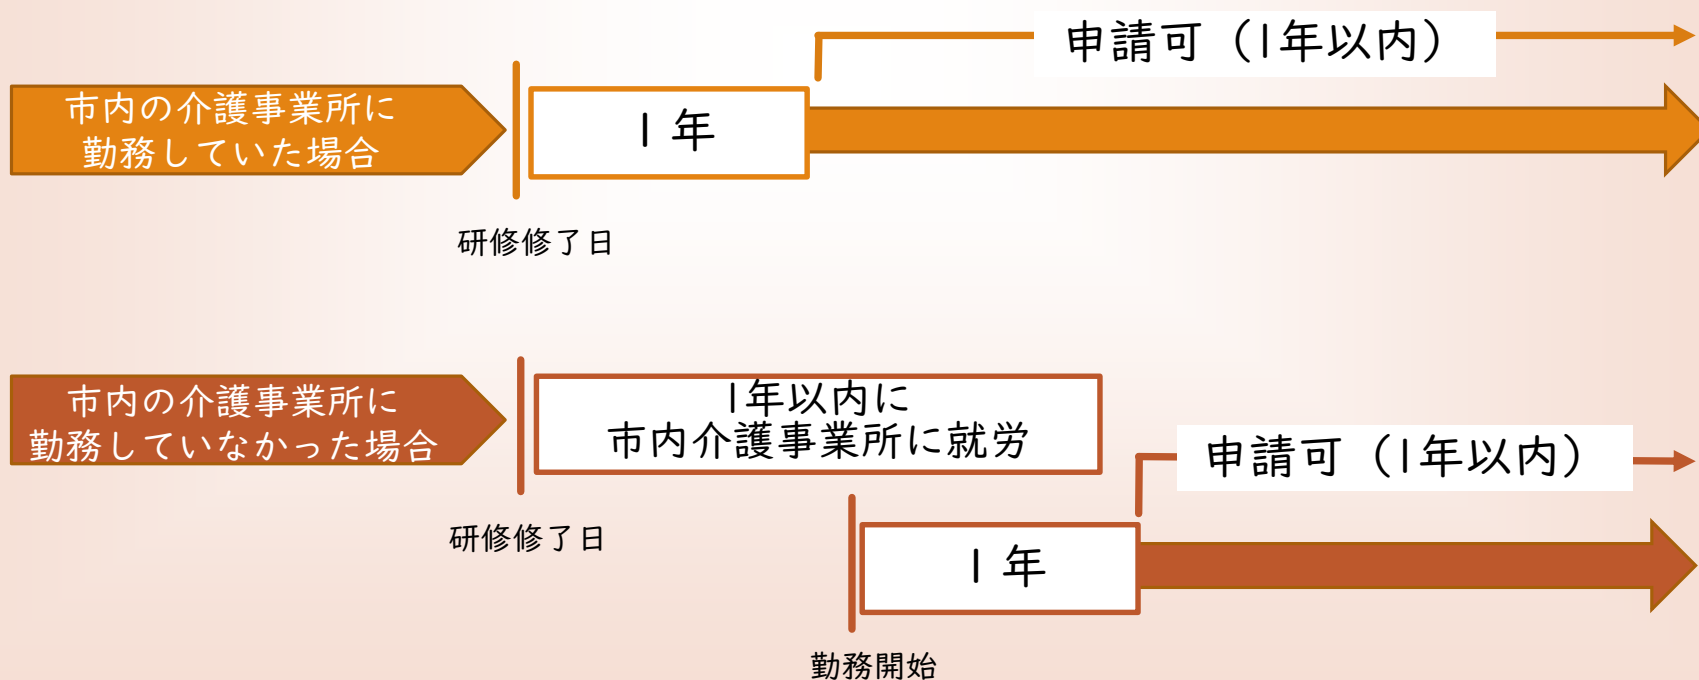 申請可（1年以内）
市内の介護事業所に
勤務していた場合
1年
研修修了日
市内の介護事業所に
勤務していなかった場合
1年以内に
市内介護事業所に就労
申請可（1年以内）
研修修了日
1年
勤務開始